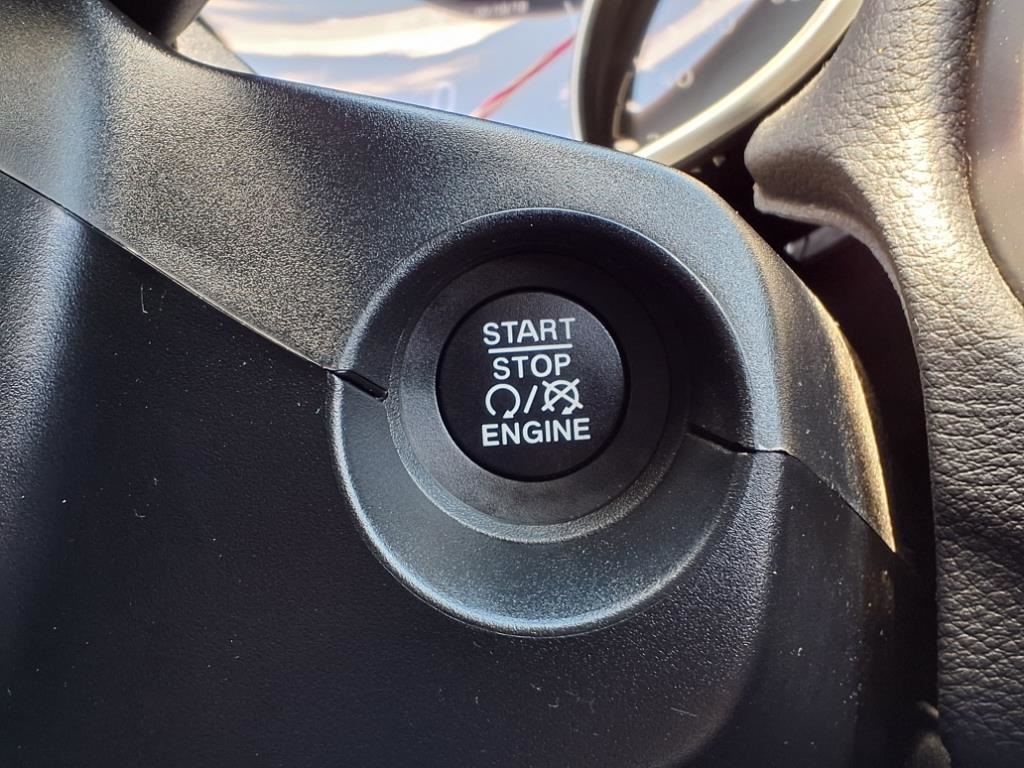 START
STOP
/
ENGINE